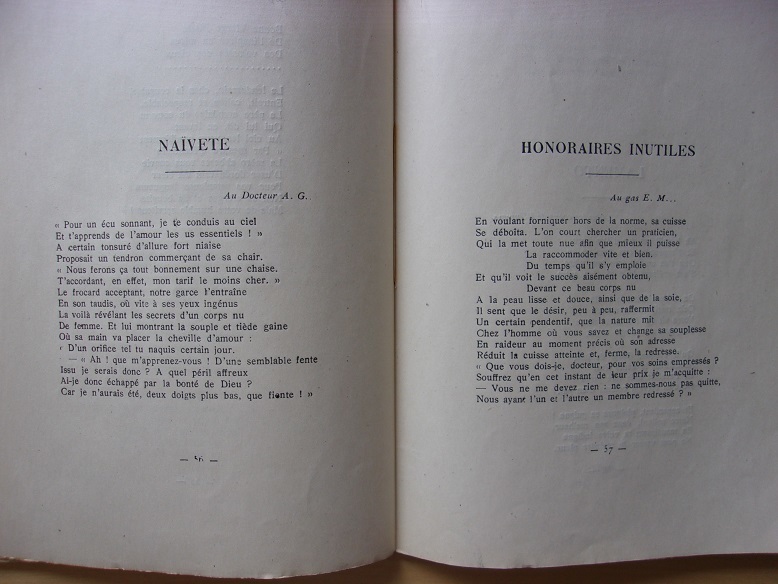 NAÏVETE
Au Docteur A. G.
« Pour un écu sonnant, je te conduis au ciel
Et t'apprends de l'amour les us essentiels ! »
A certain tonsuré d'allure fort niaise
Proposait un tendron commerçant de sa chair.
« Nous ferons ça tout bonnement sur une chaise.
T'accordant, en effet, mon tarif le moins cher. »
Le frocard acceptant, notre garce l'entraîne
En son taudis, où vite à ses yeux ingénus
La voilà révélant les secrets d'un corps nu
De femme. Et lui montrant la souple et tiède gaine
Où sa main va placer la cheville d'amour :
‹ D'un orifice tel tu naquis certain jour.
— « Ah ! que m'apprenez-vous ! D'une semblable fente
Issu je serais donc ? A quel péril affreux
Ai-je donc échappé par la bonté de Dieu ?
Car je n'aurais été, deux doigts plus bas, que fiente ! »
— 56 —
HONORAIRES INUTILES
Au gas E. M...
En voulant forniquer hors de la norme, sa cuisse
Se déboîta. L'on court chercher un praticien,
Qui la met toute nue afin que mieux il puisse
La raccommoder vite et bien.
Du temps qu'il s'y emploie
Et qu'il voit le succès aisément obtenu,
Devant ce beau corps nu
A la peau lisse et douce, ainsi que de la soie,
Il sent que le désir, peu à peu, raffermit
Un certain pendentif, que la nature mit
Chez l'homme où vous savez et change sa souplesse
En raideur au moment précis où son adresse
Réduit la cuisse atteinte et, ferme, la redresse.
« Que vous dois-je, docteur, pour vos soins empressés ?
Souffrez qu'en cet instant de leur prix je m'acquitte :
— Vous ne me devez rien : ne sommes-nous pas quitte,
Nous ayant l'un et l'autre un membre redressé ? »
— 57 —